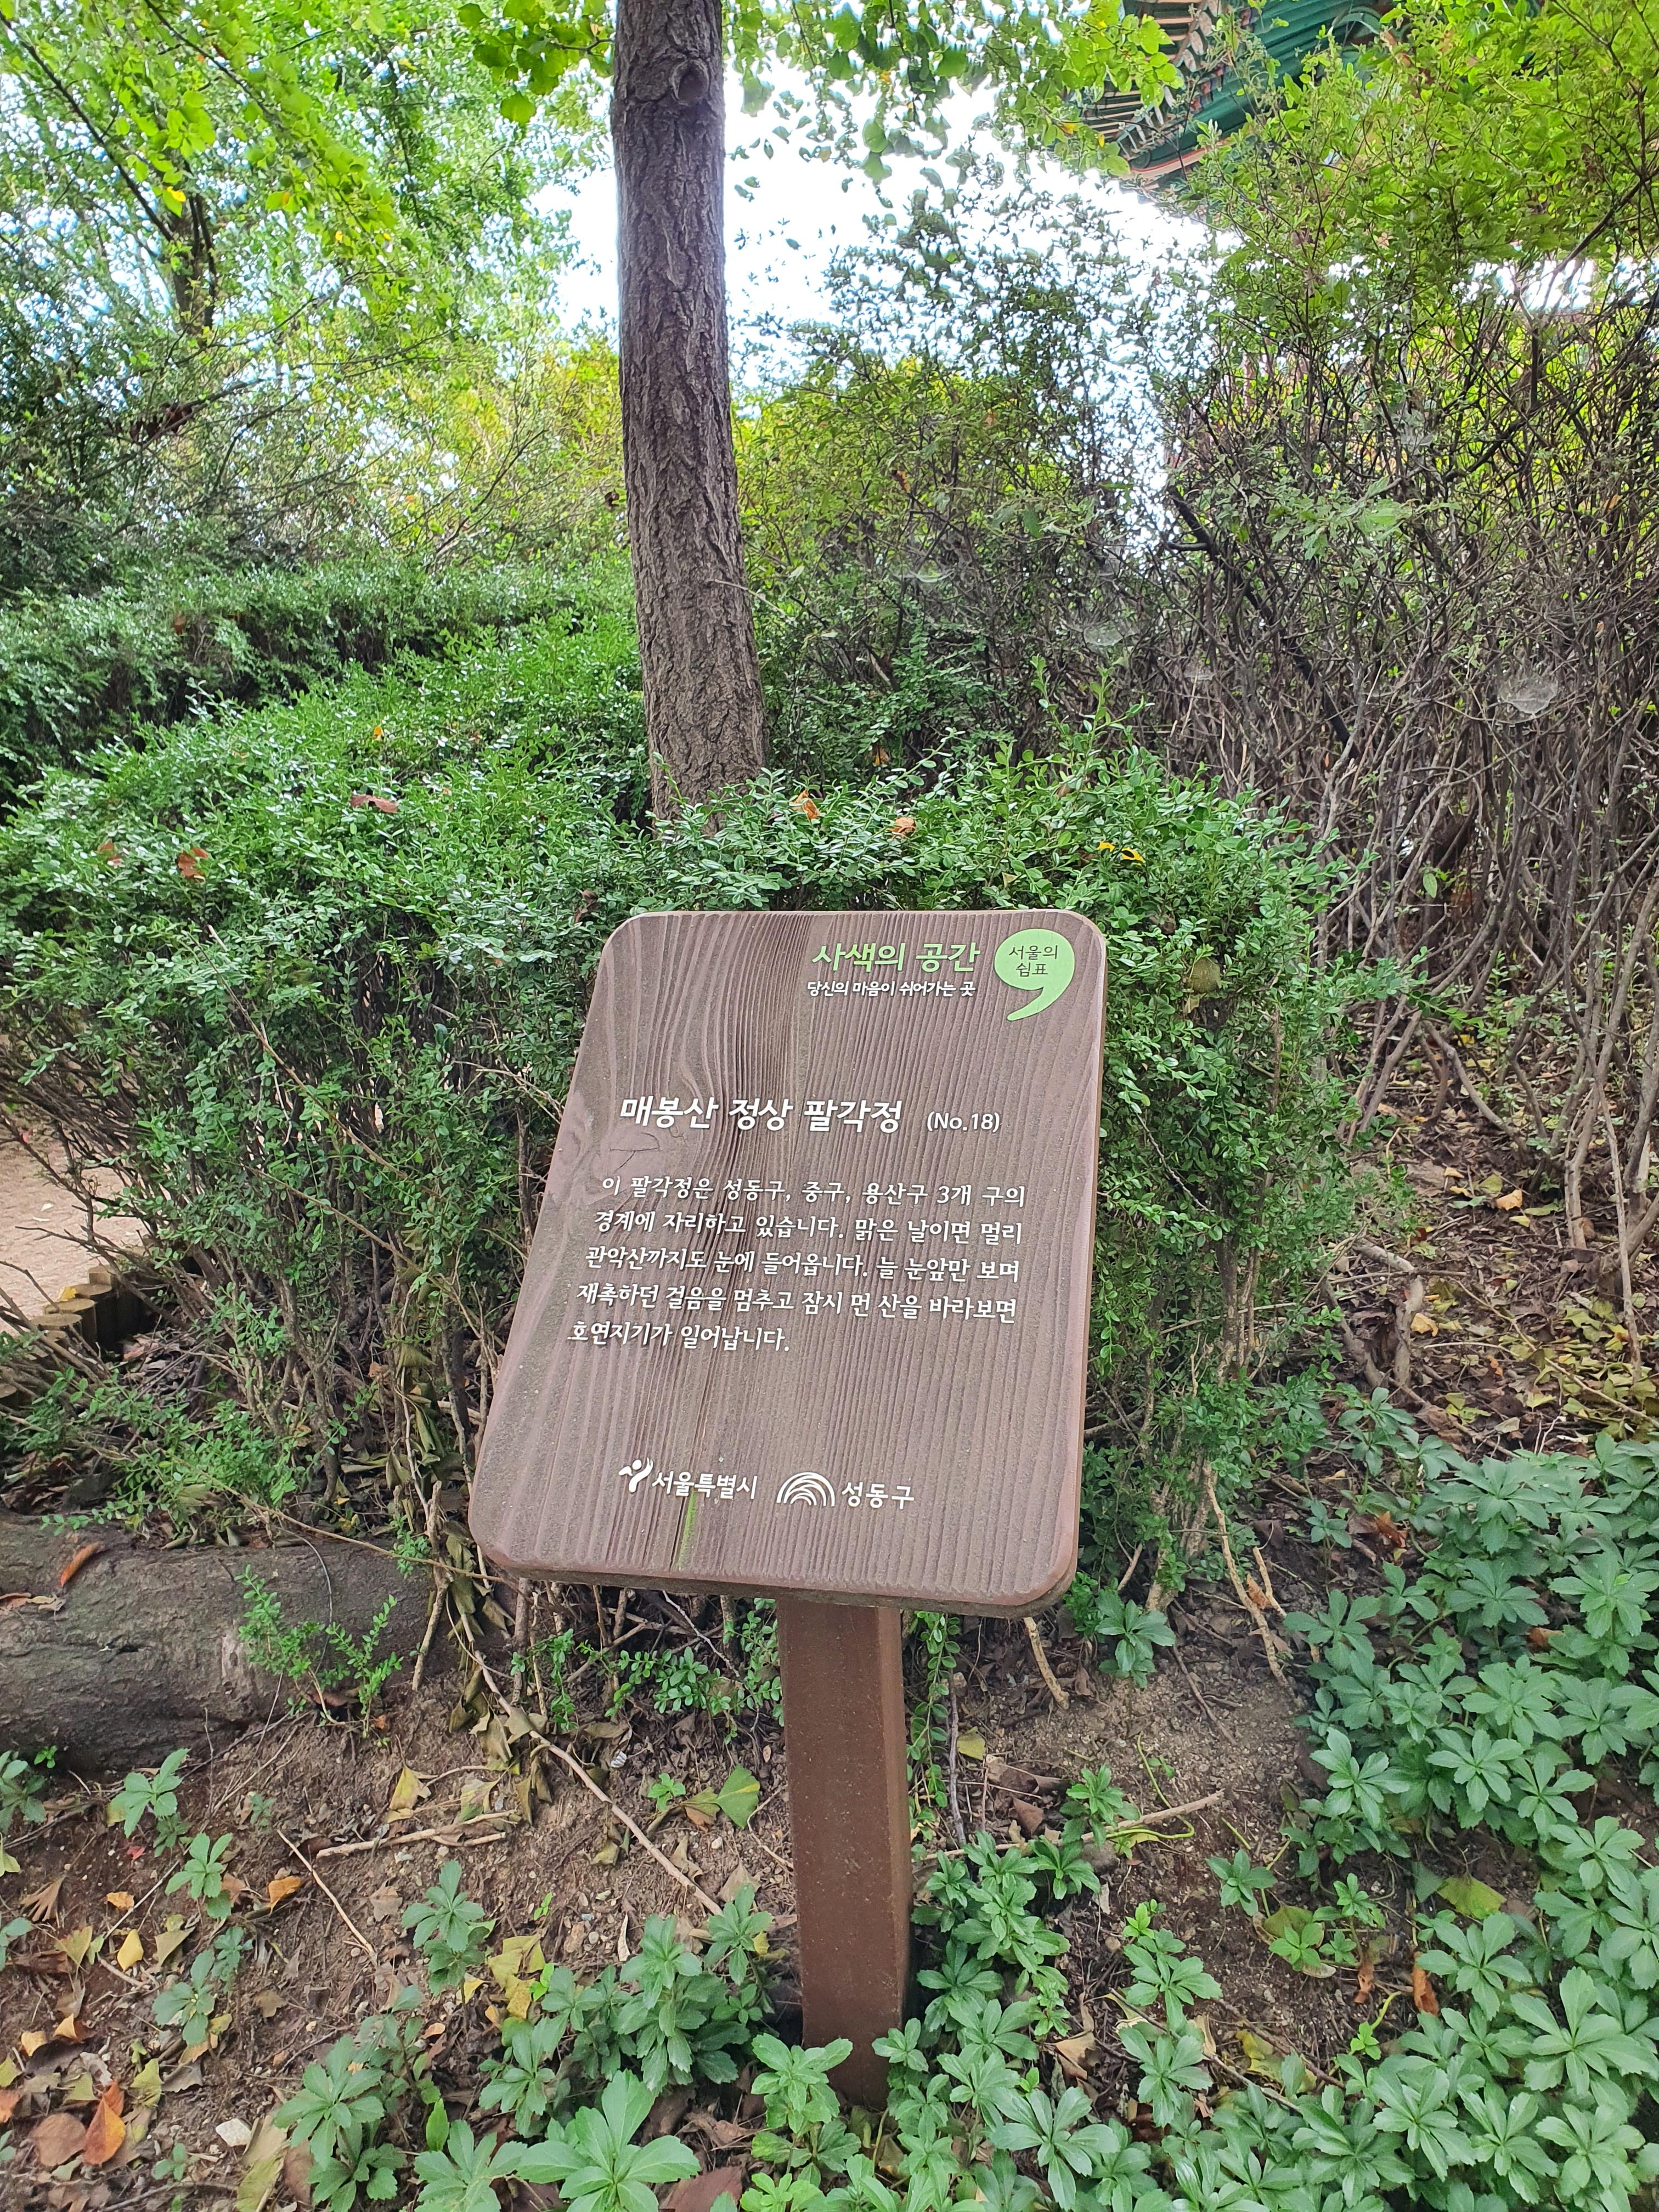 사색의 공간
당신의 마음이 쉬어가는 곳
서울의
쉼표
매봉산 정상 팔각정 (No.18)
이 팔각정은 성동구, 중구, 용산구 3개 구의
경계에 자리하고 있습니다. 맑은 날이면 멀리
관악산까지도 눈에 들어옵니다. 늘 눈앞만 보며
재촉하던 걸음을 멈추고 잠시 먼 산을 바라보면
호연지기가 일어납니다.
서울특별시 성동구